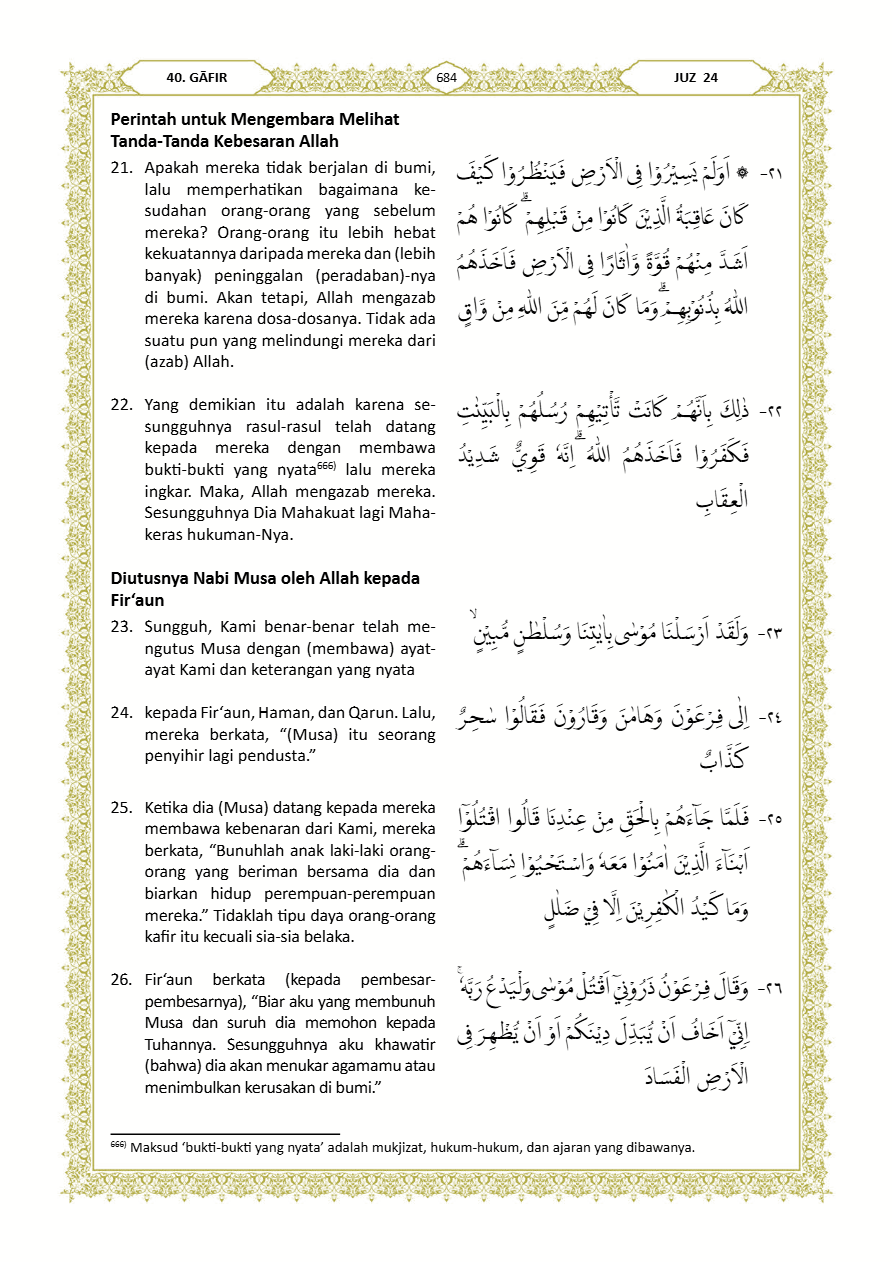 40. GĀFIR
684
JUZ 24
Perintah untuk Mengembara Melihat
Tanda-Tanda Kebesaran Allah
21. Apakah mereka tidak berjalan di bumi,
lalu memperhatikan bagaimana ke-
sudahan orang-orang yang sebelum
mereka? Orang-orang itu lebih hebat
kekuatannya daripada mereka dan (lebih
banyak) peninggalan (peradaban)-nya
di bumi. Akan tetapi, Allah mengazab
mereka karena dosa-dosanya. Tidak ada
suatu pun yang melindungi mereka dari
(azab) Allah.
٢١- ۞ اَوَلَمْ يَسِيْرُوْا فِى الْاَرْضِ فَيَنْظُرُوْا كَيْفَ
كَانَ عَاقِبَةُ الَّذِيْنَ كَانُوْا مِنْ قَبْلِهِمْ ۗ كَانُوْا هُمْ
اَشَدَّ مِنْهُمْ قُوَّةً وَّاٰثَارًا فِى الْاَرْضِ فَاَخَذَهُمُ
اللّٰهُ بِذُنُوْبِهِمْ ۗ وَمَا كَانَ لَهُمْ مِّنَ اللّٰهِ مِنْ وَّاقٍ
22. Yang demikian itu adalah karena se-
sungguhnya rasul-rasul telah datang
kepada mereka dengan membawa
bukti-bukti yang nyata⁶⁶⁶⁾ lalu mereka
ingkar. Maka, Allah mengazab mereka.
Sesungguhnya Dia Mahakuat lagi Maha-
keras hukuman-Nya.
٢٢- ذٰلِكَ بِاَنَّهُمْ كَانَتْ تَّأْتِيْهِمْ رُسُلُهُمْ بِالْبَيِّنٰتِ
فَكَفَرُوْا فَاَخَذَهُمُ اللّٰهُ ۗ اِنَّهٗ قَوِيٌّ شَدِيْدُ
الْعِقَابِ
Diutusnya Nabi Musa oleh Allah kepada
Fir‘aun
23. Sungguh, Kami benar-benar telah me-
ngutus Musa dengan (membawa) ayat-
ayat Kami dan keterangan yang nyata
٢٣- وَلَقَدْ اَرْسَلْنَا مُوْسٰى بِاٰيٰتِنَا وَسُلْطٰنٍ مُّبِيْنٍۙ
24. kepada Fir‘aun, Haman, dan Qarun. Lalu,
mereka berkata, “(Musa) itu seorang
penyihir lagi pendusta.”
٢٤- اِلٰى فِرْعَوْنَ وَهَامٰنَ وَقَارُوْنَ فَقَالُوْا سٰحِرٌ
كَذَّابٌ
25. Ketika dia (Musa) datang kepada mereka
membawa kebenaran dari Kami, mereka
berkata, “Bunuhlah anak laki-laki orang-
orang yang beriman bersama dia dan
biarkan hidup perempuan-perempuan
mereka.” Tidaklah tipu daya orang-orang
kafir itu kecuali sia-sia belaka.
٢٥- فَلَمَّا جَاۤءَهُمْ بِالْحَقِّ مِنْ عِنْدِنَا قَالُوا اقْتُلُوْٓا
اَبْنَاۤءَ الَّذِيْنَ اٰمَنُوْا مَعَهٗ وَاسْتَحْيُوْا نِسَاۤءَهُمْ ۗ
وَمَا كَيْدُ الْكٰفِرِيْنَ اِلَّا فِيْ ضَلٰلٍ
26. Fir‘aun berkata (kepada pembesar-
pembesarnya), “Biar aku yang membunuh
Musa dan suruh dia memohon kepada
Tuhannya. Sesungguhnya aku khawatir
(bahwa) dia akan menukar agamamu atau
menimbulkan kerusakan di bumi.”
٢٦- وَقَالَ فِرْعَوْنُ ذَرُوْنِيْٓ اَقْتُلْ مُوْسٰى وَلْيَدْعُ رَبَّهٗ ۚ
اِنِّيْٓ اَخَافُ اَنْ يُّبَدِّلَ دِيْنَكُمْ اَوْ اَنْ يُّظْهِرَ فِى
الْاَرْضِ الْفَسَادَ
⁶⁶⁶⁾ Maksud ‘bukti-bukti yang nyata’ adalah mukjizat, hukum-hukum, dan ajaran yang dibawanya.